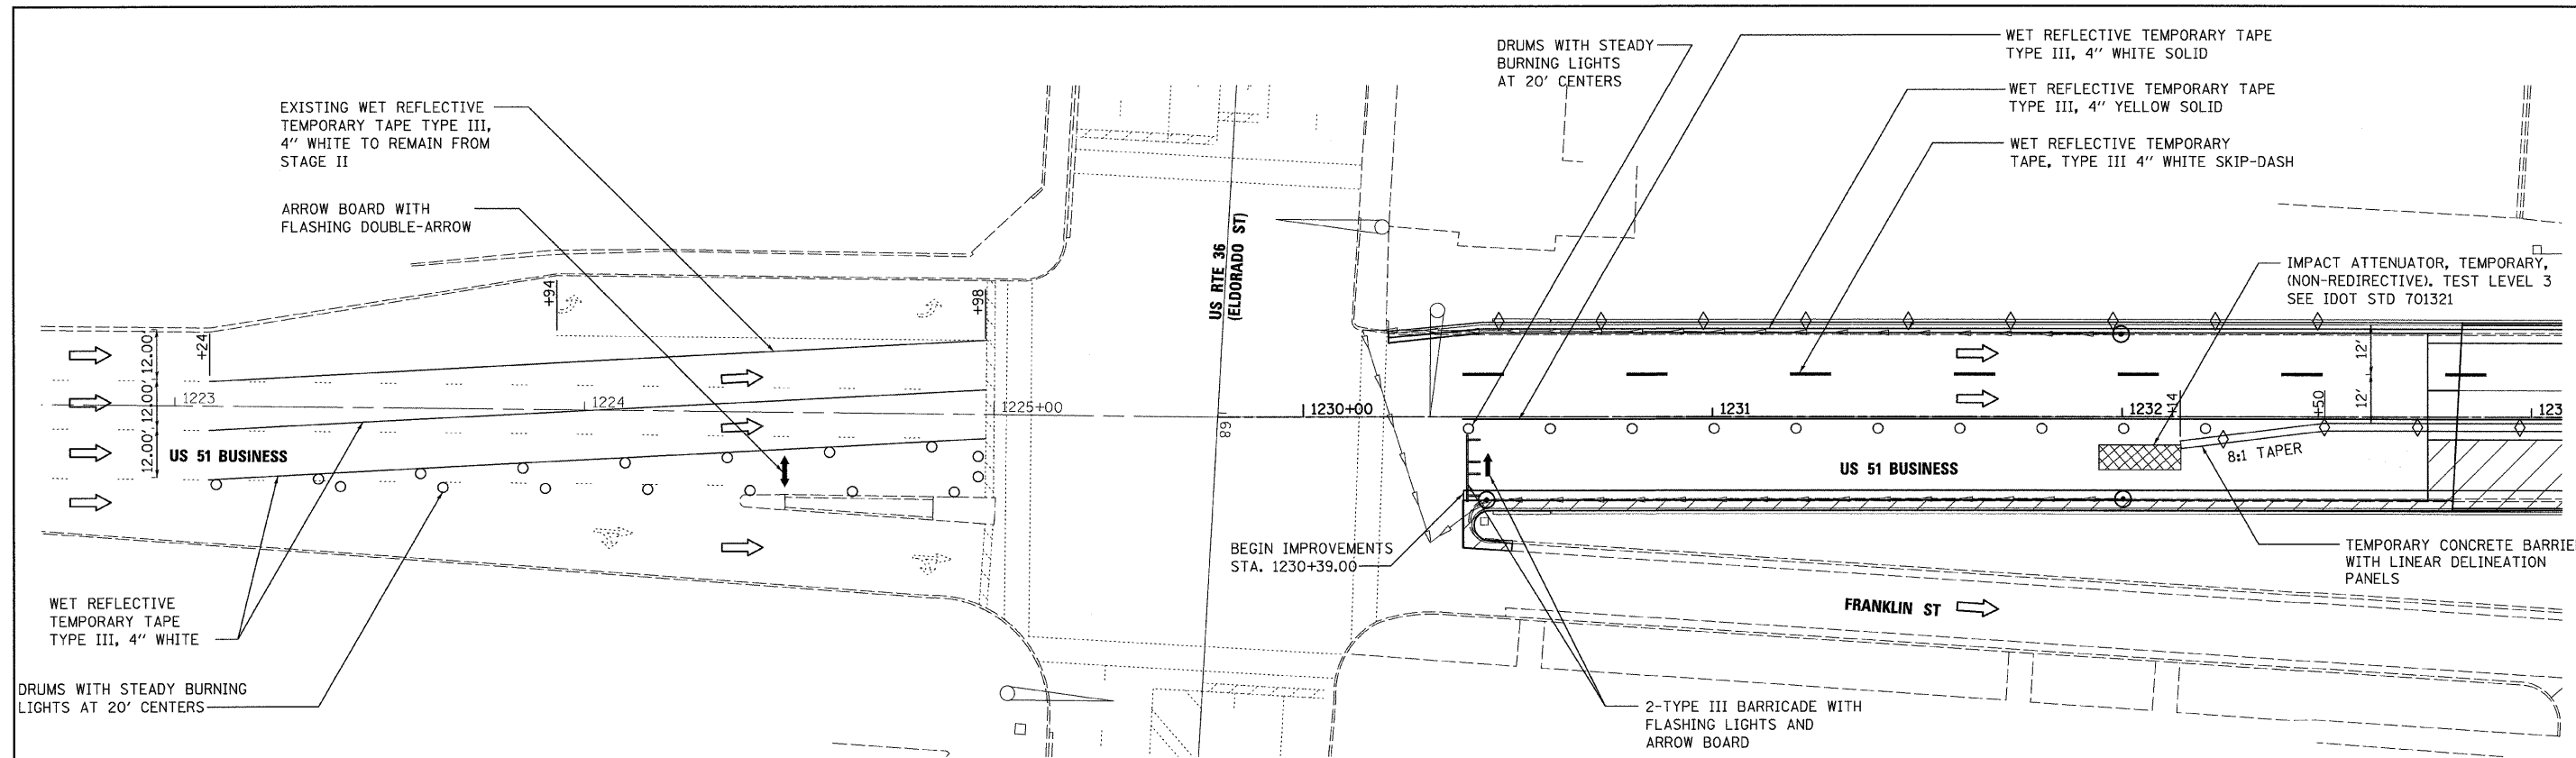 DRUMS WITH STEADY
BURNING LIGHTS
AT 20' CENTERS
WET REFLECTIVE TEMPORARY TAPE
TYPE III, 4" WHITE SOLID
WET REFLECTIVE TEMPORARY TAPE
TYPE III, 4" YELLOW SOLID
WET REFLECTIVE TEMPORARY
TAPE, TYPE III 4" WHITE SKIP-DASH
EXISTING WET REFLECTIVE
TEMPORARY TAPE TYPE III,
4" WHITE TO REMAIN FROM
STAGE II
ARROW BOARD WITH
FLASHING DOUBLE-ARROW
US RTE 36
(ELDORADO ST)
IMPACT ATTENUATOR, TEMPORARY,
(NON-REDIRECTIVE), TEST LEVEL 3
SEE IDOT STD 701321
+94
+98
+24
12.00'
12.00'
12.00'
1223
1224
1225+00
89
1230+00
1231
1232
+14
+50
12'
12'
123
US 51 BUSINESS
US 51 BUSINESS
8:1 TAPER
BEGIN IMPROVEMENTS
STA. 1230+39.00
TEMPORARY CONCRETE BARRIE
WITH LINEAR DELINEATION
PANELS
FRANKLIN ST
WET REFLECTIVE
TEMPORARY TAPE
TYPE III, 4" WHITE
DRUMS WITH STEADY BURNING
LIGHTS AT 20' CENTERS
2-TYPE III BARRICADE WITH
FLASHING LIGHTS AND
ARROW BOARD